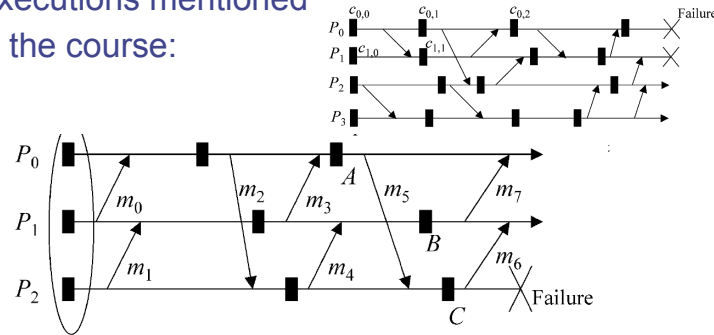 xecutions mentioned
the course:
c0,0 c0,1 c0,2 Failure
P0
P1 c1,0 c1,1
P2
P3
P0 A
m0 m2 m3 m5 m7
P1 B
m1 m4 m6
P2 C Failure